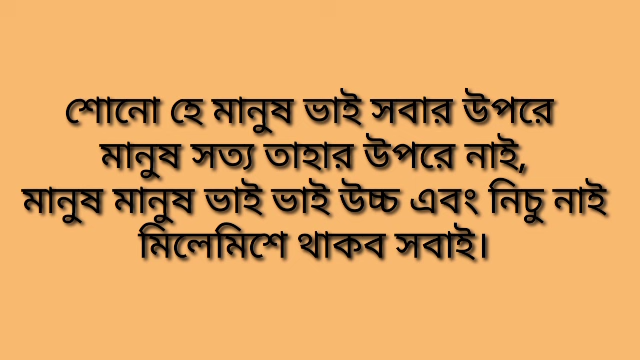 শোনো হে মানুষ ভাই সবার উপরে
মানুষ সত্য তাহার উপরে নাই,
মানুষ মানুষ ভাই ভাই উচ্চ এবং নিচু নাই
মিলেমিশে থাকব সবাই।